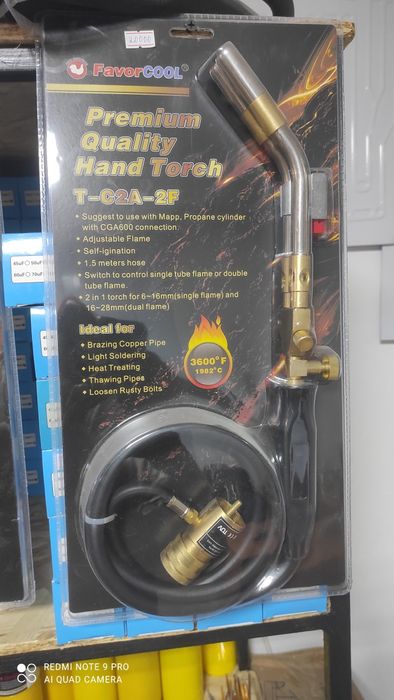 FavorCOOL®
Premium
Quality
Hand Torch
T-C2A-2F
• Suggest to use with Mapp, Propane cylinder
with CGA600 connection.
• Adjustable Flame
• Self-igination
• 1.5 meters hose
• Switch to control single tube flame or double
tube flame.
• 2 in 1 torch for 6~16mm(single flame) and
16~28mm(dual flame)
Ideal for
• Brazing Copper Pipe
• Light Soldering
• Heat Treating
• Thawing Pipes
• Loosen Rusty Bolts
3600°F
1982°C
REDMI NOTE 9 PRO
AI QUAD CAMERA